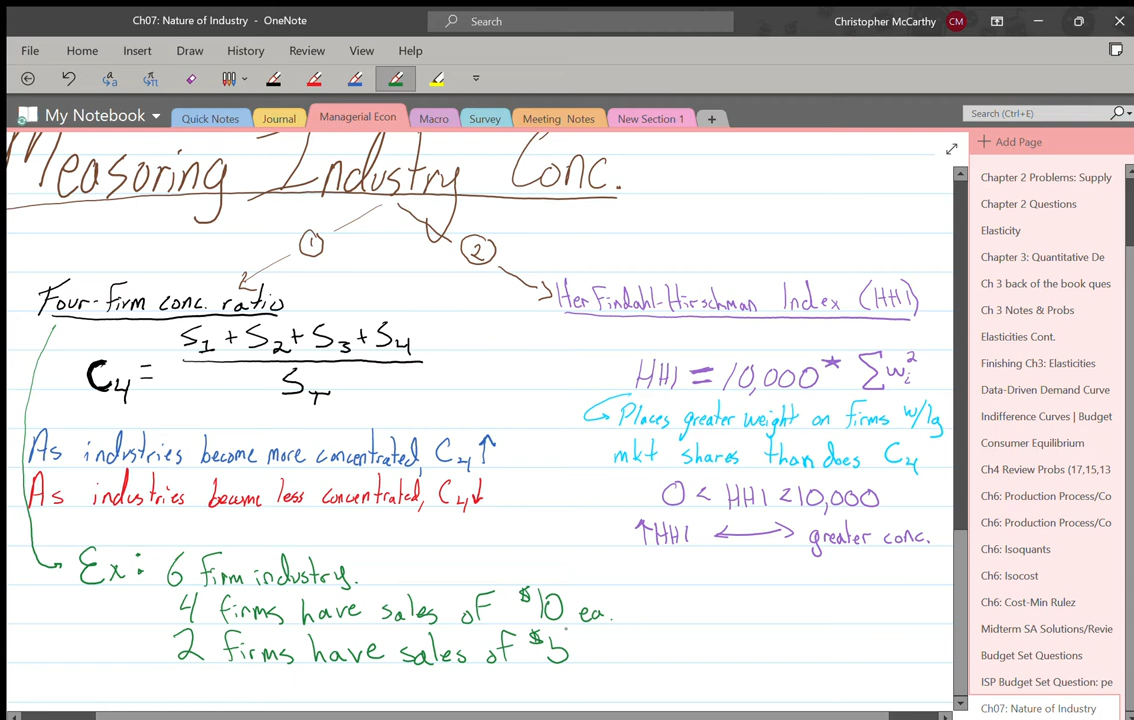 Ch07: Nature of Industry - OneNote
Search
Christopher McCarthy
CM
File Home Insert Draw History Review View Help
My Notebook
Quick Notes
Journal
Managerial Econ
Macro
Survey
Meeting Notes
New Section 1
Search (Ctrl+E)
Add Page
Chapter 2 Problems: Supply
Chapter 2 Questions
Elasticity
Chapter 3: Quantitative De
Ch 3 back of the book ques
Ch 3 Notes & Probs
Elasticities Cont.
Finishing Ch3: Elasticities
Data-Driven Demand Curve
Indifference Curves | Budget
Consumer Equilibrium
Ch4 Review Probs (17,15,13
Ch6: Production Process/Co
Ch6: Production Process/Co
Ch6: Isoquants
Ch6: Isocost
Ch6: Cost-Min Rulez
Midterm SA Solutions/Revie
Budget Set Questions
ISP Budget Set Question: pe
Ch07: Nature of Industry
Measuring Industry Conc.
1
2
Four-firm conc. ratio
C4 = S1 + S2 + S3 + S4 / ST
As industries become more concentrated, C4 ↑
As industries become less concentrated, C4 ↓
Herfindahl-Hirschman Index (HHI)
HHI = 10,000 * Σwi²
Places greater weight on firms w/lg
mkt shares than does C4
0 < HHI < 10,000
↑HHI ⟷ greater conc.
Ex: 6 firm industry.
4 firms have sales of $10 ea.
2 firms have sales of $5